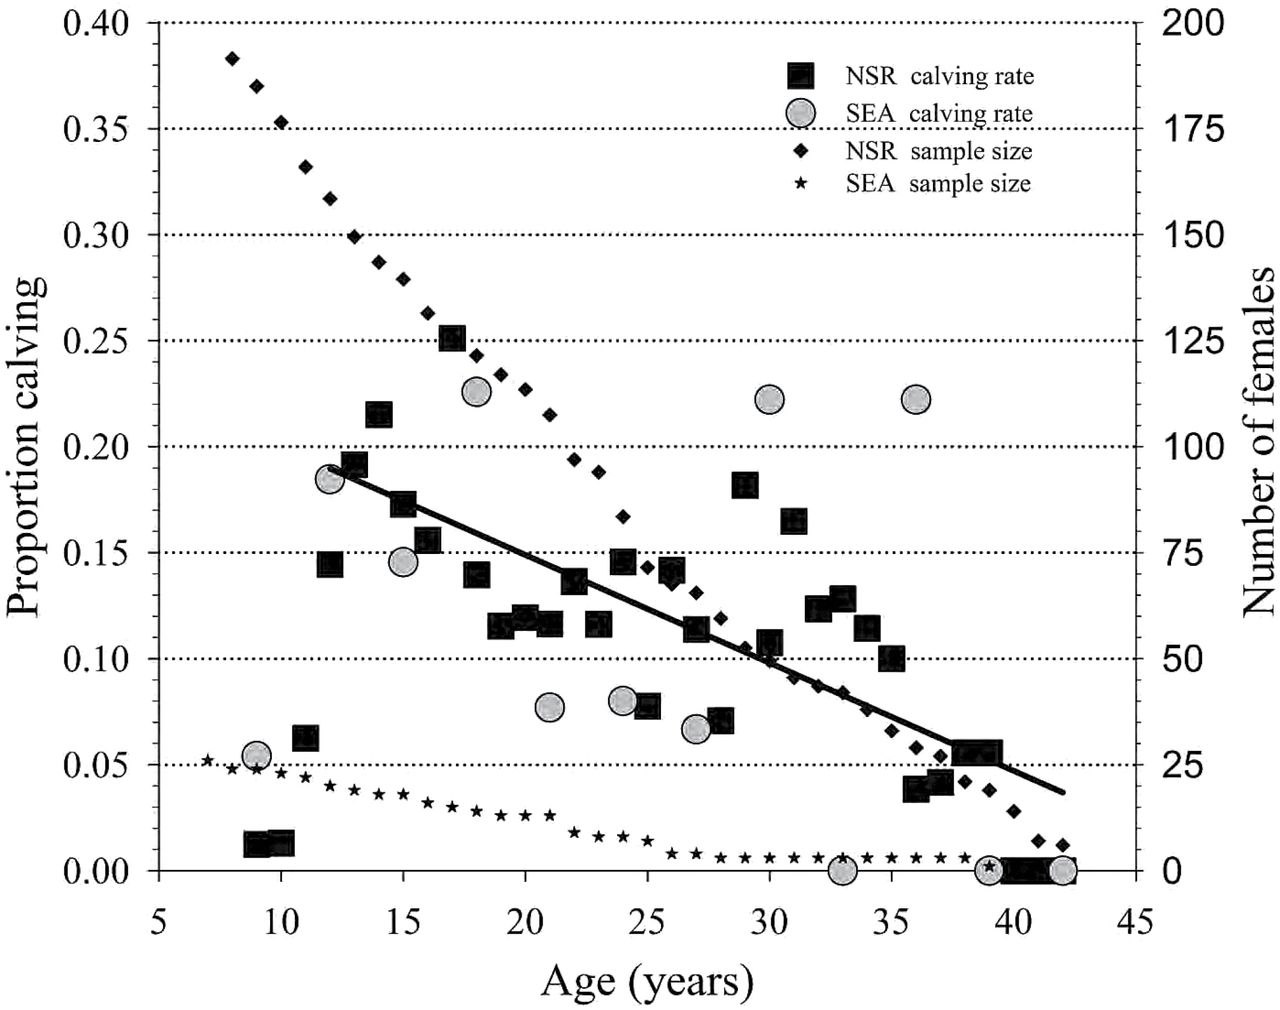 0.40
0.35
0.30
0.25
0.20
0.15
0.10
0.05
0.00
Proportion calving
NSR calving rate
SEA calving rate
NSR sample size
SEA sample size
200
175
150
125
100
75
50
25
0
Number of females
5 10 15 20 25 30 35 40 45
Age (years)